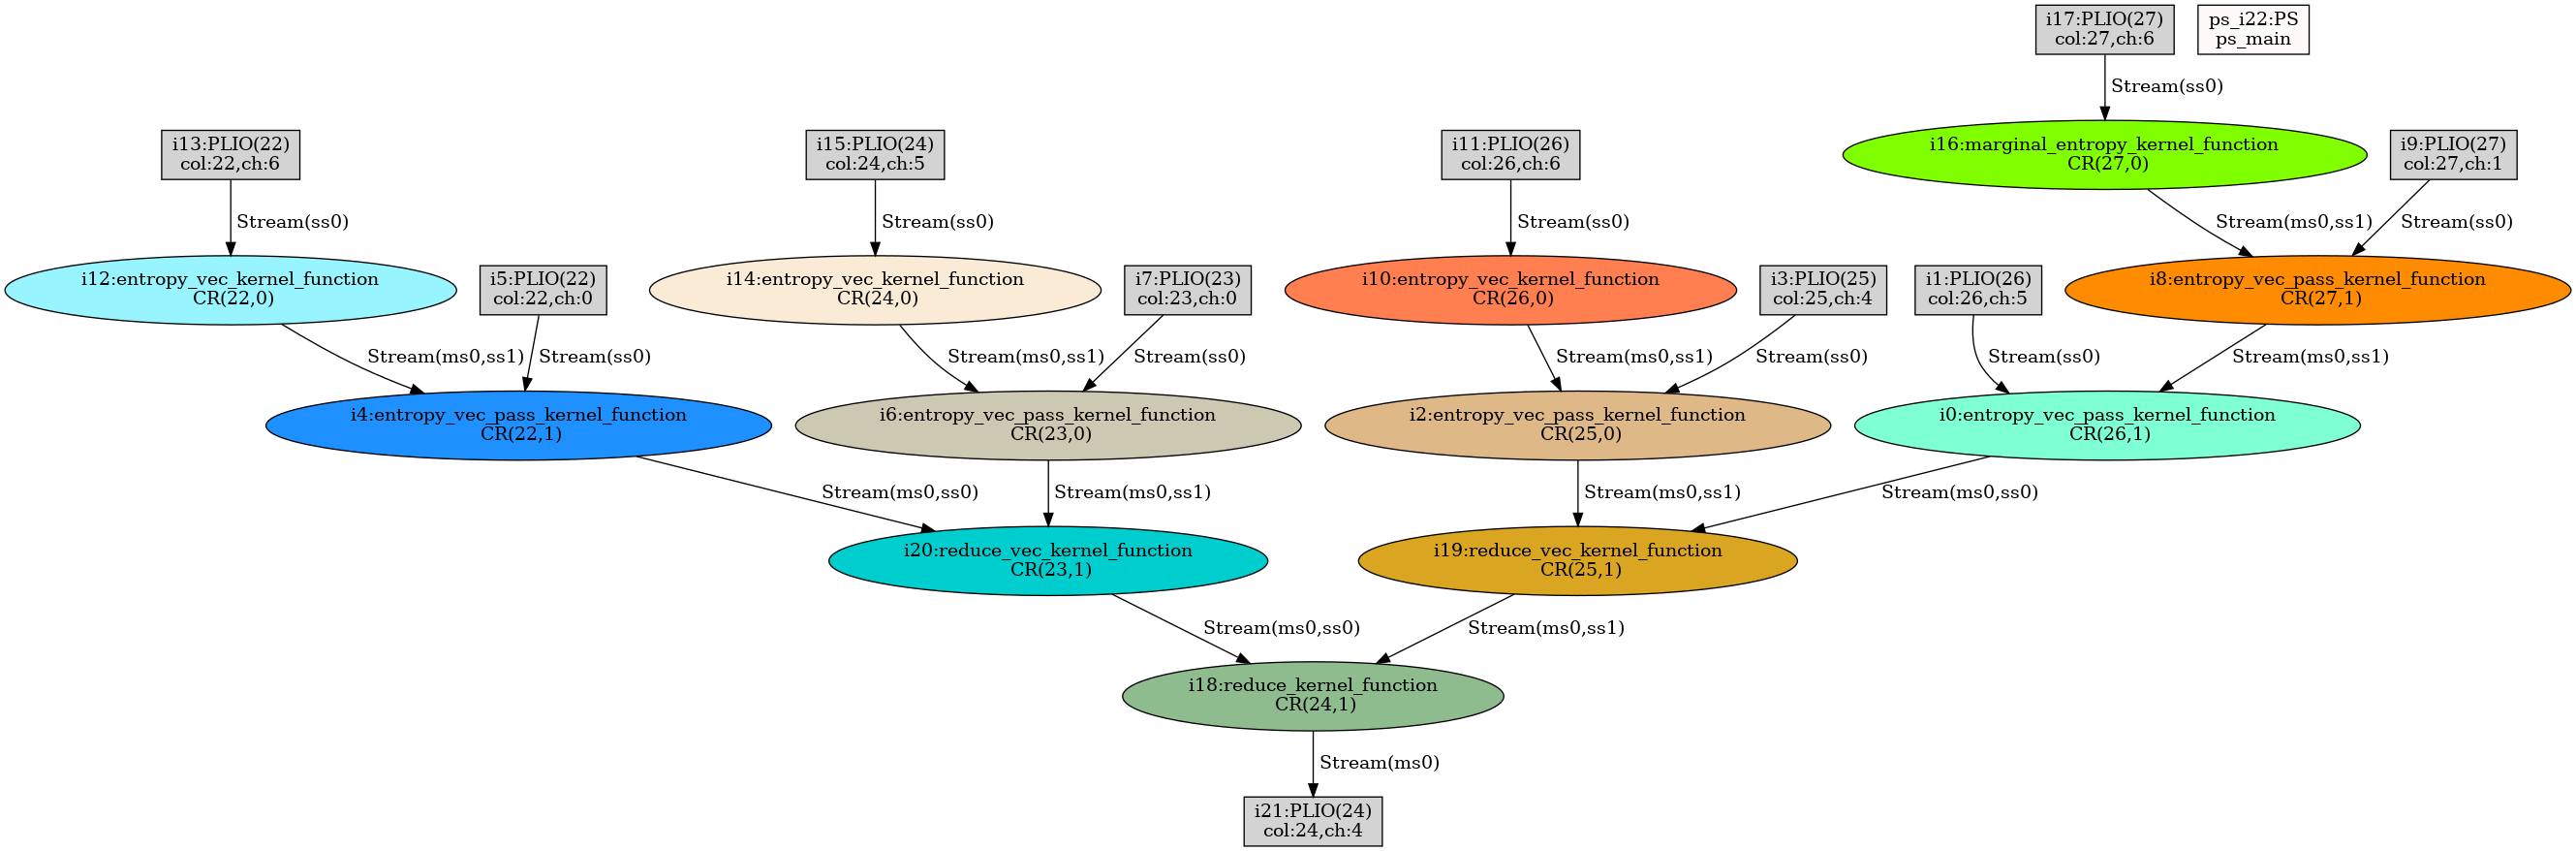 i17:PLIO(27)
col:27,ch:6
ps_i22:PS
ps_main
Stream(ss0)
i13:PLIO(22)
col:22,ch:6
i15:PLIO(24)
col:24,ch:5
i11:PLIO(26)
col:26,ch:6
i16:marginal_entropy_kernel_function
CR(27,0)
i9:PLIO(27)
col:27,ch:1
Stream(ss0)
Stream(ss0)
Stream(ss0)
Stream(ms0,ss1)
Stream(ss0)
i12:entropy_vec_kernel_function
CR(22,0)
i5:PLIO(22)
col:22,ch:0
i14:entropy_vec_kernel_function
CR(24,0)
i7:PLIO(23)
col:23,ch:0
i10:entropy_vec_kernel_function
CR(26,0)
i3:PLIO(25)
col:25,ch:4
i1:PLIO(26)
col:26,ch:5
i8:entropy_vec_pass_kernel_function
CR(27,1)
Stream(ms0,ss1)
Stream(ss0)
Stream(ms0,ss1)
Stream(ss0)
Stream(ms0,ss1)
Stream(ss0)
Stream(ss0)
Stream(ms0,ss1)
i4:entropy_vec_pass_kernel_function
CR(22,1)
i6:entropy_vec_pass_kernel_function
CR(23,0)
i2:entropy_vec_pass_kernel_function
CR(25,0)
i0:entropy_vec_pass_kernel_function
CR(26,1)
Stream(ms0,ss0)
Stream(ms0,ss1)
Stream(ms0,ss1)
Stream(ms0,ss0)
i20:reduce_vec_kernel_function
CR(23,1)
i19:reduce_vec_kernel_function
CR(25,1)
Stream(ms0,ss0)
Stream(ms0,ss1)
i18:reduce_kernel_function
CR(24,1)
Stream(ms0)
i21:PLIO(24)
col:24,ch:4